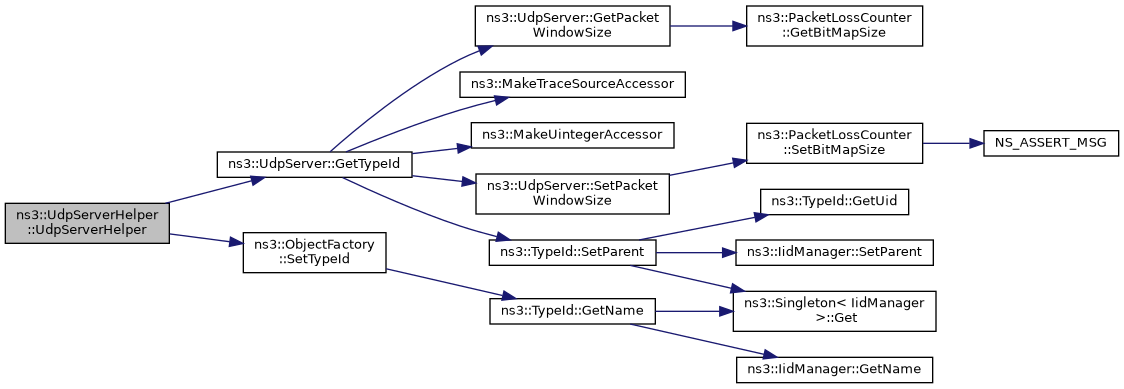 ns3::UdpServerHelper
::UdpServerHelper
ns3::UdpServer::GetTypeId
ns3::ObjectFactory
::SetTypeId
ns3::UdpServer::GetPacket
WindowSize
ns3::MakeTraceSourceAccessor
ns3::MakeUintegerAccessor
ns3::UdpServer::SetPacket
WindowSize
ns3::TypeId::SetParent
ns3::TypeId::GetName
ns3::PacketLossCounter
::GetBitMapSize
ns3::PacketLossCounter
::SetBitMapSize
ns3::TypeId::GetUid
ns3::IidManager::SetParent
ns3::Singleton< IidManager
>::Get
ns3::IidManager::GetName
NS_ASSERT_MSG